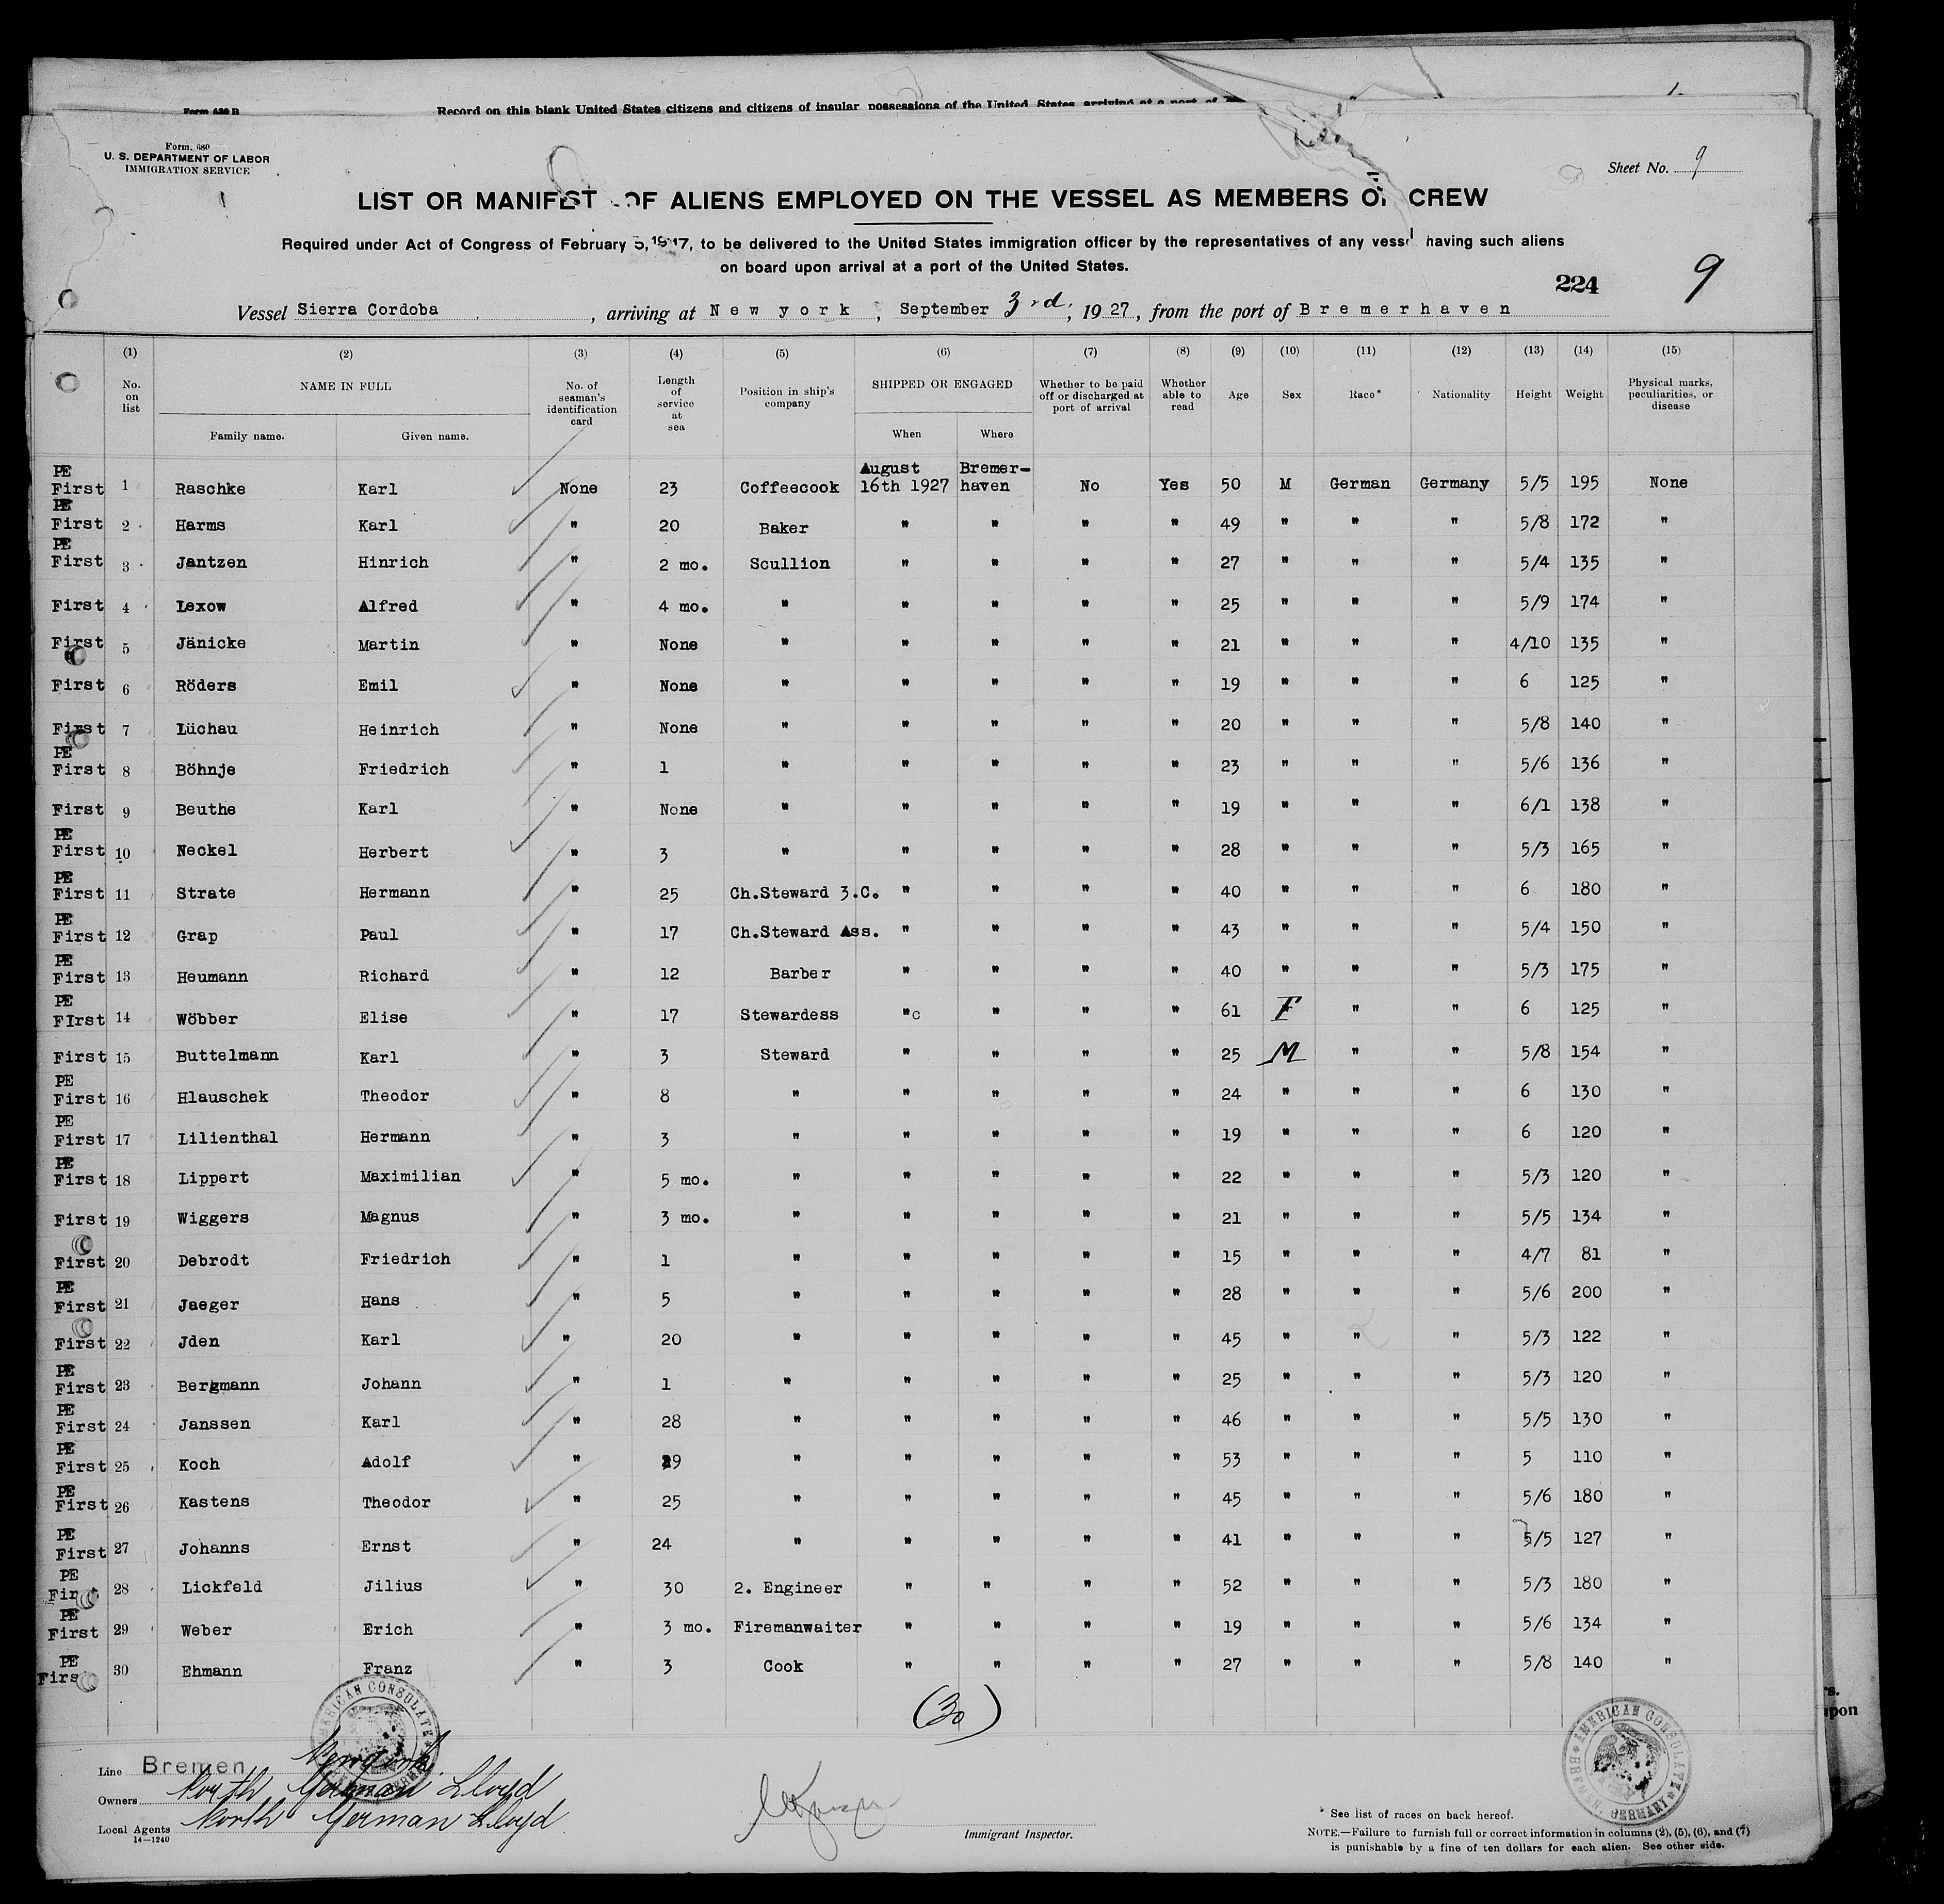 Form 630 B
Record on this blank United States citizens and citizens of insular possessions of the United States arriving at a port of
Form. 680
U. S. DEPARTMENT OF LABOR
IMMIGRATION SERVICE
Sheet No. 9
LIST OR MANIFEST OF ALIENS EMPLOYED ON THE VESSEL AS MEMBERS OF CREW
Required under Act of Congress of February 5, 1917, to be delivered to the United States immigration officer by the representatives of any vessel having such aliens
on board upon arrival at a port of the United States.
224 9
Vessel Sierra Cordoba , arriving at New york , September 3rd, 1927, from the port of Bremerhaven
(1) (2) (3) (4) (5) (6) (7) (8) (9) (10) (11) (12) (13) (14) (15)
No. on list NAME IN FULL Family name. Given name. No. of seaman's identification card Length of service at sea Position in ship's company SHIPPED OR ENGAGED When Where Whether to be paid off or discharged at port of arrival Whether able to read Age Sex Race* Nationality Height Weight Physical marks, peculiarities, or disease
PE First 1 Raschke Karl None 23 Coffeecook August 16th 1927 Bremer-haven No Yes 50 M German Germany 5/5 195 None
PE First 2 Harms Karl " 20 Baker " " " " 49 " " " 5/8 172 "
PE First 3 Jantzen Hinrich " 2 mo. Scullion " " " " 27 " " " 5/4 135 "
First 4 Lexow Alfred " 4 mo. " " " " " 25 " " " 5/9 174 "
First 5 Jänicke Martin " None " " " " " 21 " " " 4/10 135 "
First 6 Röders Emil " None " " " " " 19 " " " 6 125 "
First 7 Lüchau Heinrich " None " " " " " 20 " " " 5/8 140 "
PE First 8 Böhnje Friedrich " 1 " " " " " 23 " " " 5/6 136 "
First 9 Beuthe Karl " None " " " " " 19 " " " 6/1 138 "
PE First 10 Neckel Herbert " 3 " " " " " 28 " " " 5/3 165 "
PE First 11 Strate Hermann " 25 Ch.Steward 3.C. " " " " 40 " " " 6 180 "
PE First 12 Grap Paul " 17 Ch.Steward Ass. " " " " 43 " " " 5/4 150 "
PE First 13 Heumann Richard " 12 Barber " " " " 40 " " " 5/3 175 "
PE FIrst 14 Wöbber Elise " 17 Stewardess "c " " " 61 F " " 6 125 "
First 15 Buttelmann Karl " 3 Steward " " " " 25 M " " 5/8 154 "
PE First 16 Hlauschek Theodor " 8 " " " " " 24 " " " 6 130 "
PE First 17 Lilienthal Hermann " 3 " " " " " 19 " " " 6 120 "
PE First 18 Lippert Maximilian " 5 mo. " " " " " 22 " " " 5/3 120 "
First 19 Wiggers Magnus " 3 mo. " " " " " 21 " " " 5/5 134 "
First 20 Debrodt Friedrich " 1 " " " " " 15 " " " 4/7 81 "
PE First 21 Jaeger Hans " 5 " " " " " 28 " " " 5/6 200 "
First 22 Jden Karl " 20 " " " " " 45 " " " 5/3 122 "
PE First 23 Bergmann Johann " 1 " " " " " 25 " " " 5/3 120 "
PE First 24 Janssen Karl " 28 " " " " " 46 " " " 5/5 130 "
PE First 25 Koch Adolf " 29 " " " " " 53 " " " 5 110 "
PE First 26 Kastens Theodor " 25 " " " " " 45 " " " 5/6 180 "
PE First 27 Johanns Ernst " 24 " " " " " 41 " " " 5/5 127 "
PE First 28 Lickfeld Jilius " 30 2. Engineer " " " " 52 " " " 5/3 180 "
PE First 29 Weber Erich " 3 mo. Firemanwaiter " " " " 19 " " " 5/6 134 "
PE Firs 30 Ehmann Franz " 3 Cook " " " " 27 " " " 5/8 140 "
(30)
AMERICAN CONSULATE
AMERICAN CONSULATE BREMEN, GERMANY
Line Bremen Newyork
Owners North German Lloyd
Local Agents North German Lloyd
14—1240
Immigrant Inspector.
* See list of races on back hereof.
NOTE.—Failure to furnish full or correct information in columns (2), (5), (6), and (7)
is punishable by a fine of ten dollars for each alien. See other side.